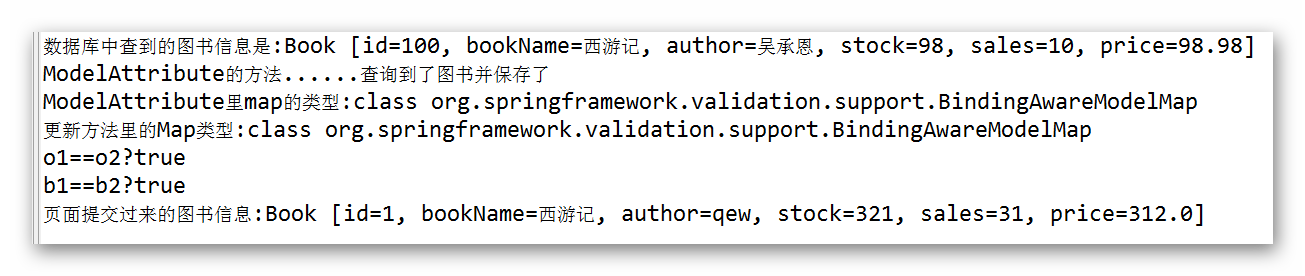 数据库中查到的图书信息是:Book [id=100, bookName=西游记, author=吴承恩, stock=98, sales=10, price=98.98]
ModelAttribute的方法......查询到了图书并保存了
ModelAttribute里map的类型:class org.springframework.validation.support.BindingAwareModelMap
更新方法里的Map类型:class org.springframework.validation.support.BindingAwareModelMap
o1==o2?true
b1==b2?true
页面提交过来的图书信息:Book [id=1, bookName=西游记, author=qew, stock=321, sales=31, price=312.0]